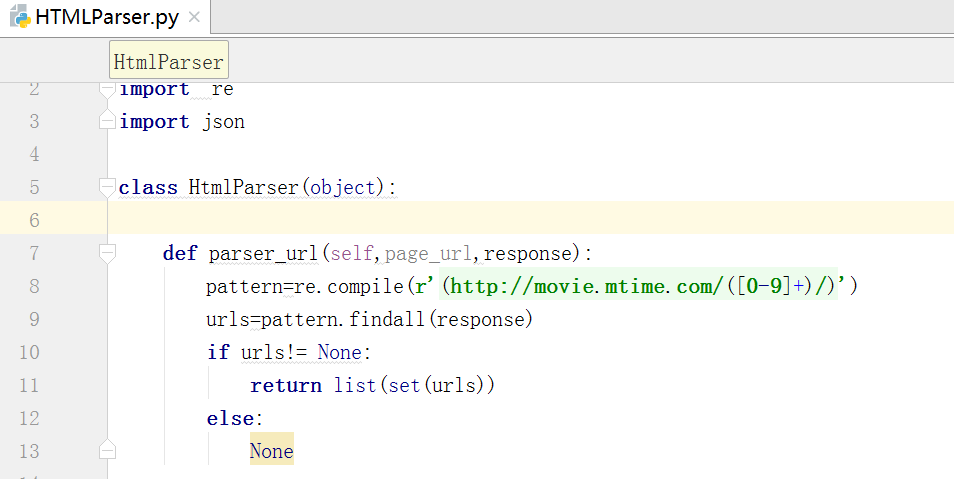 HTMLParser.py
HtmlParser
2 import  re
3 import json
4
5 class HtmlParser(object):
6
7 def parser_url(self,page_url,response):
8 pattern=re.compile(r'(http://movie.mtime.com/([0-9]+)/)')
9 urls=pattern.findall(response)
10 if urls!= None:
11 return list(set(urls))
12 else:
13 None